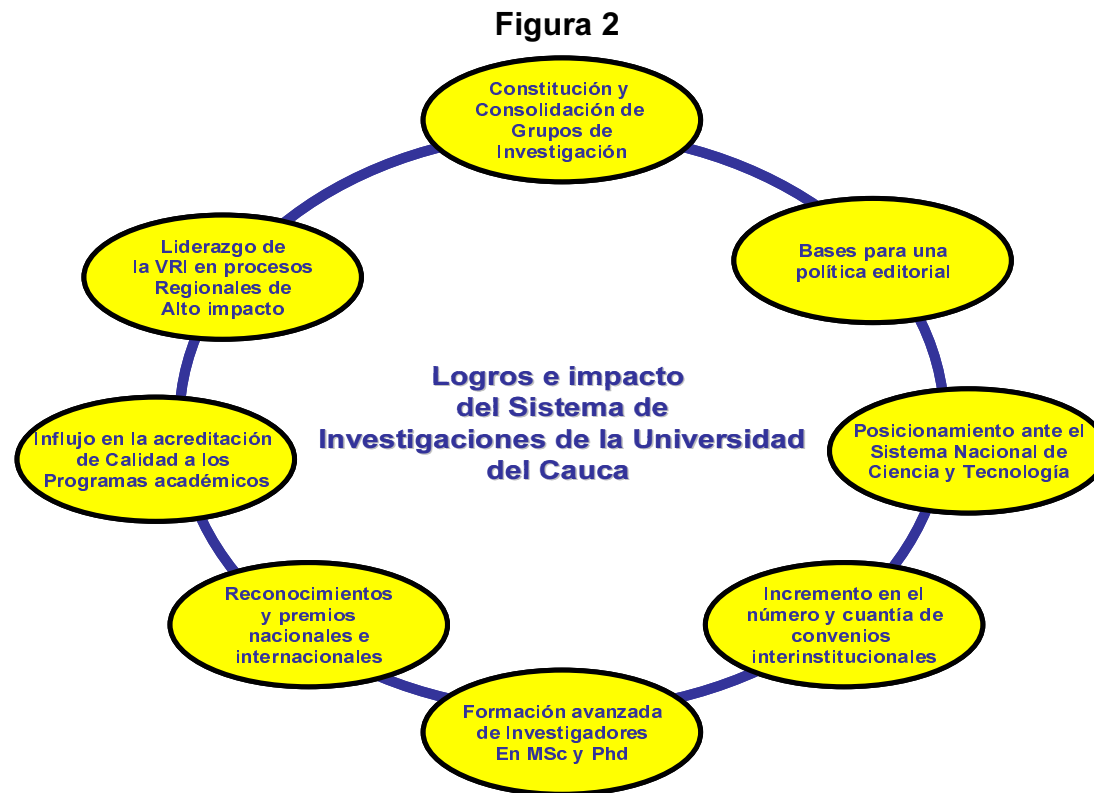 Figura 2
Constitución y
Consolidación de
Grupos de
Investigación
Bases para una
política editorial
Posicionamiento ante el
Sistema Nacional de
Ciencia y Tecnología
Incremento en el
número y cuantía de
convenios
interinstitucionales
Formación avanzada
de Investigadores
En MSc y Phd
Reconocimientos
y premios
nacionales e
internacionales
Influjo en la acreditación
de Calidad a los
Programas académicos
Liderazgo de
la VRI en procesos
Regionales de
Alto impacto
Logros e impacto
del Sistema de
Investigaciones de la Universidad
del Cauca